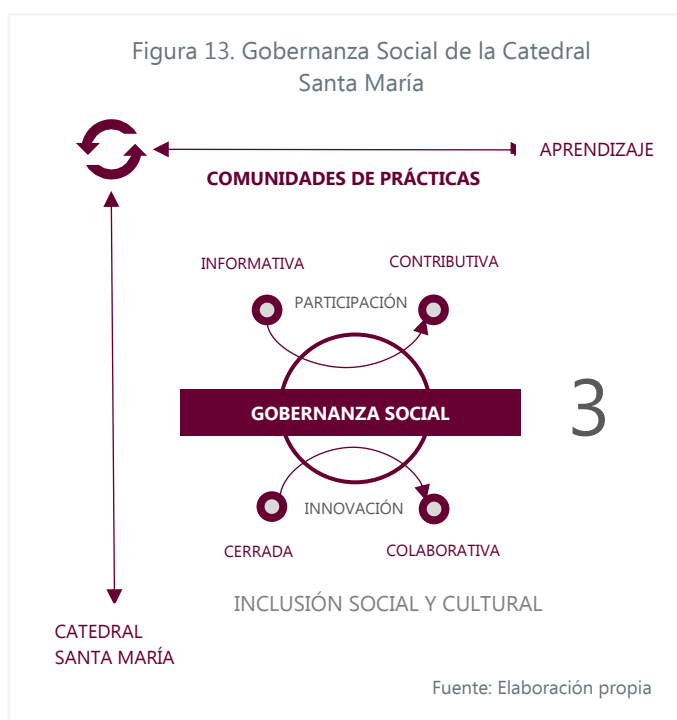 Figura 13. Gobernanza Social de la Catedral
Santa María
APRENDIZAJE
COMUNIDADES DE PRÁCTICAS
INFORMATIVA
CONTRIBUTIVA
PARTICIPACIÓN
GOBERNANZA SOCIAL
3
INNOVACIÓN
CERRADA
COLABORATIVA
INCLUSIÓN SOCIAL Y CULTURAL
CATEDRAL
SANTA MARÍA
Fuente: Elaboración propia